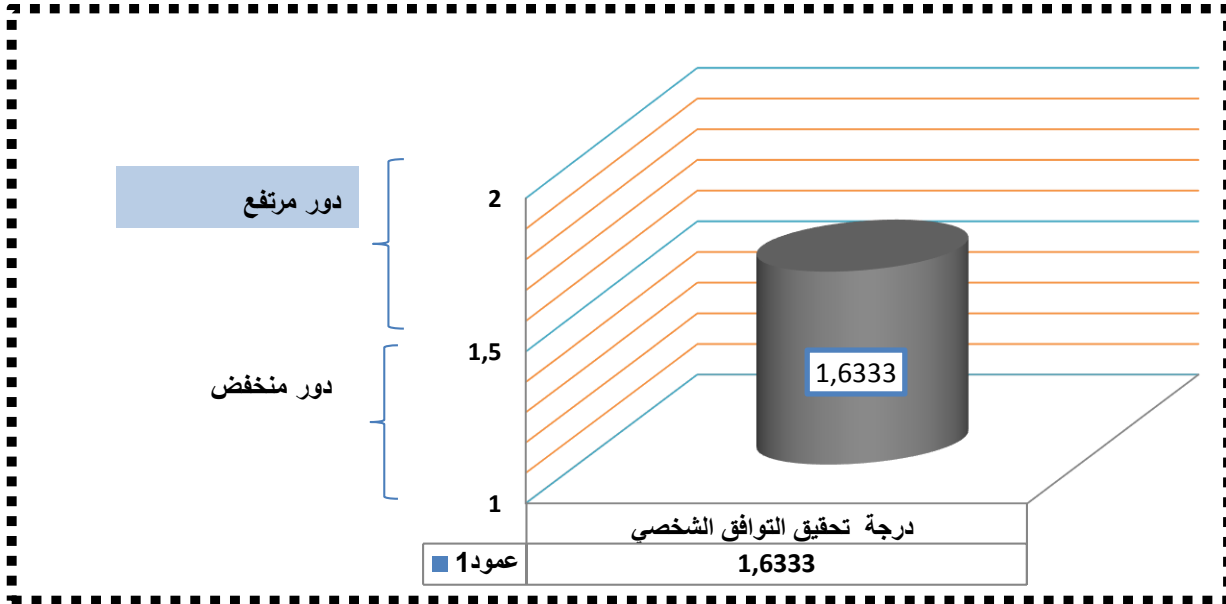 دور مرتفع
2
1,5
دور منخفض
1,6333
1
درجة تحقيق التوافق الشخصي
عمود1
1,6333